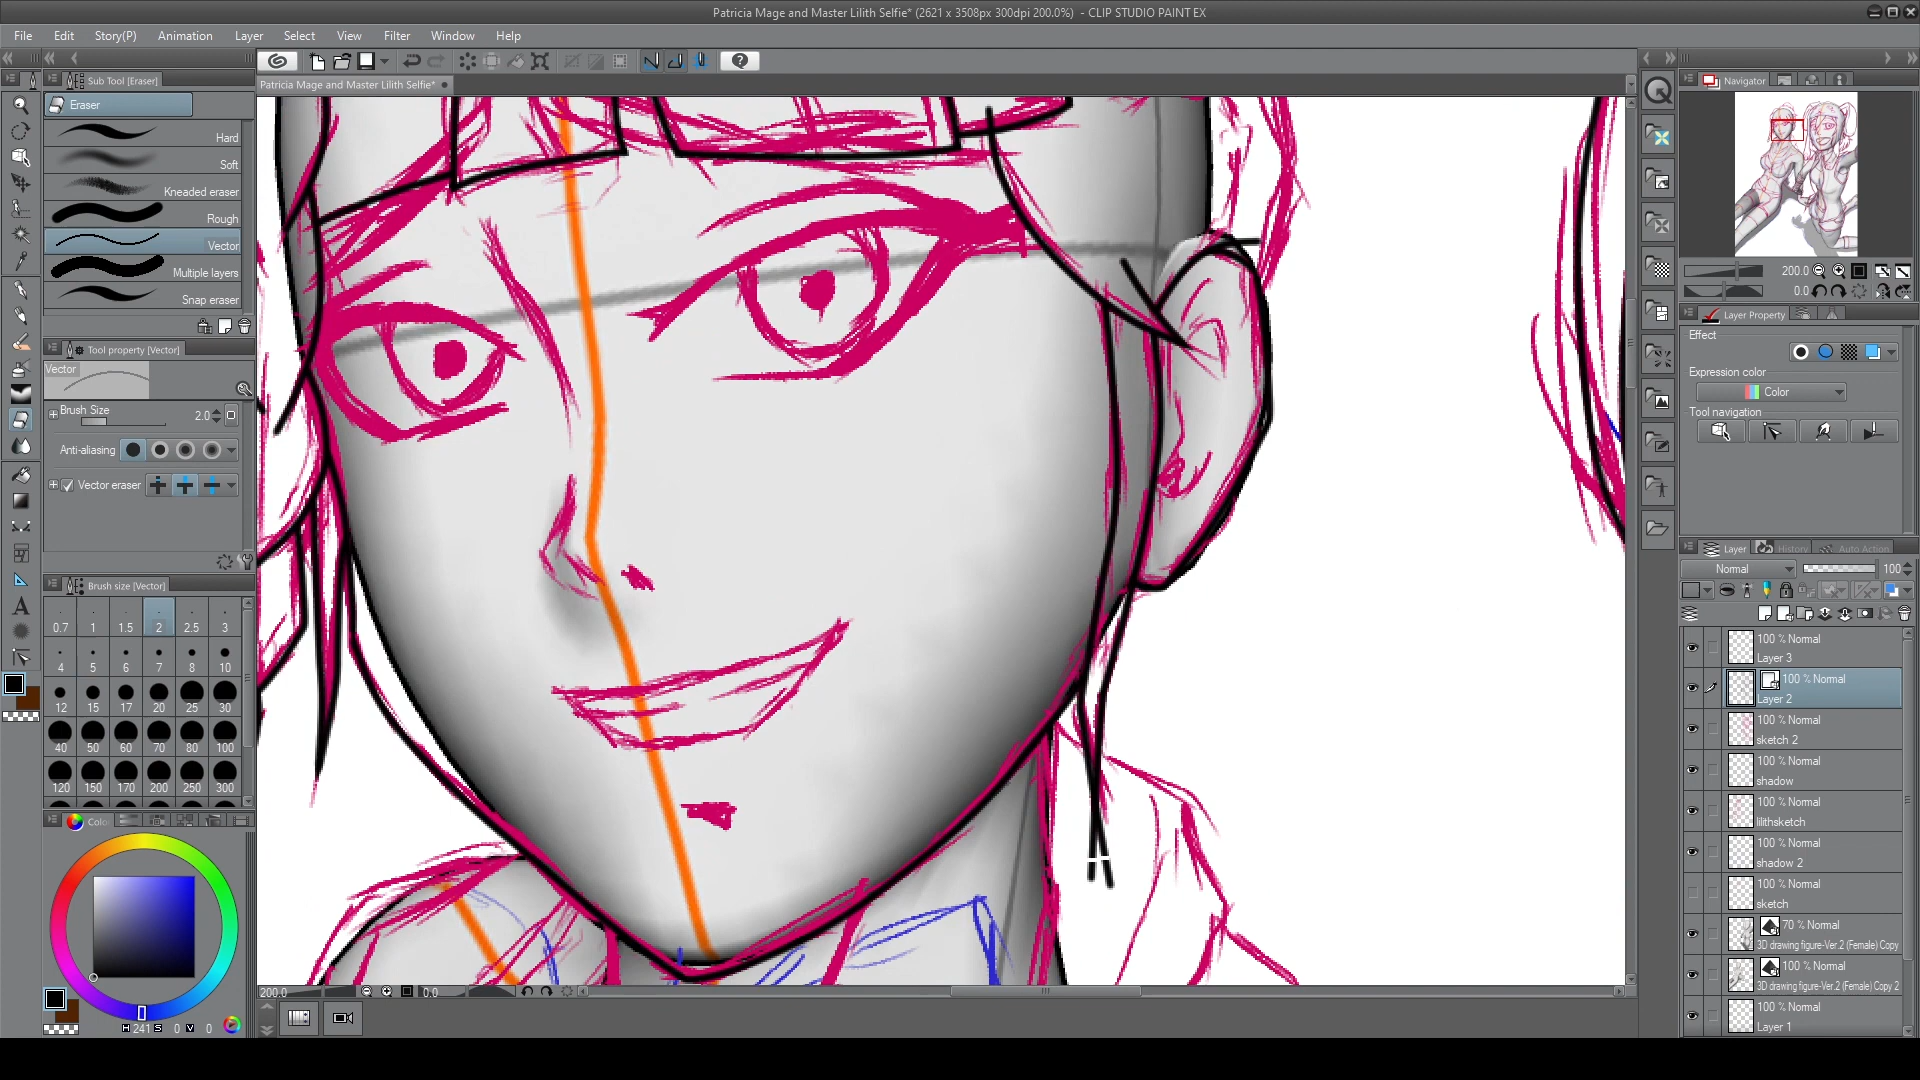 Patricia Mage and Master Lilith Selfie* (2621 x 3508px 300dpi 200.0%) - CLIP STUDIO PAINT EX
File Edit Story(P) Animation Layer Select View Filter Window Help
Patricia Mage and Master Lilith Selfie*
Sub Tool [Eraser]
Eraser
Hard
Soft
Kneaded eraser
Rough
Vector
Multiple layers
Snap eraser
Tool property [Vector]
Vector
Brush Size 2.0
Anti-aliasing
Vector eraser
Brush size [Vector]
0.7 1 1.5 2 2.5 3
4 5 6 7 8 10
12 15 17 20 25 30
40 50 60 70 80 100
120 150 170 200 250 300
Colo
H 241 S 0 V 0
200.0 0.0
Navigator
200.0
0.0
Layer Property
Effect
Expression color
Color
Tool navigation
Layer History Auto Action
Normal 100
100 % Normal
Layer 3
100 % Normal
Layer 2
100 % Normal
sketch 2
100 % Normal
shadow
100 % Normal
lilithsketch
100 % Normal
shadow 2
100 % Normal
sketch
70 % Normal
3D drawing figure-Ver.2 (Female) Copy
100 % Normal
3D drawing figure-Ver.2 (Female) Copy 2
100 % Normal
Layer 1